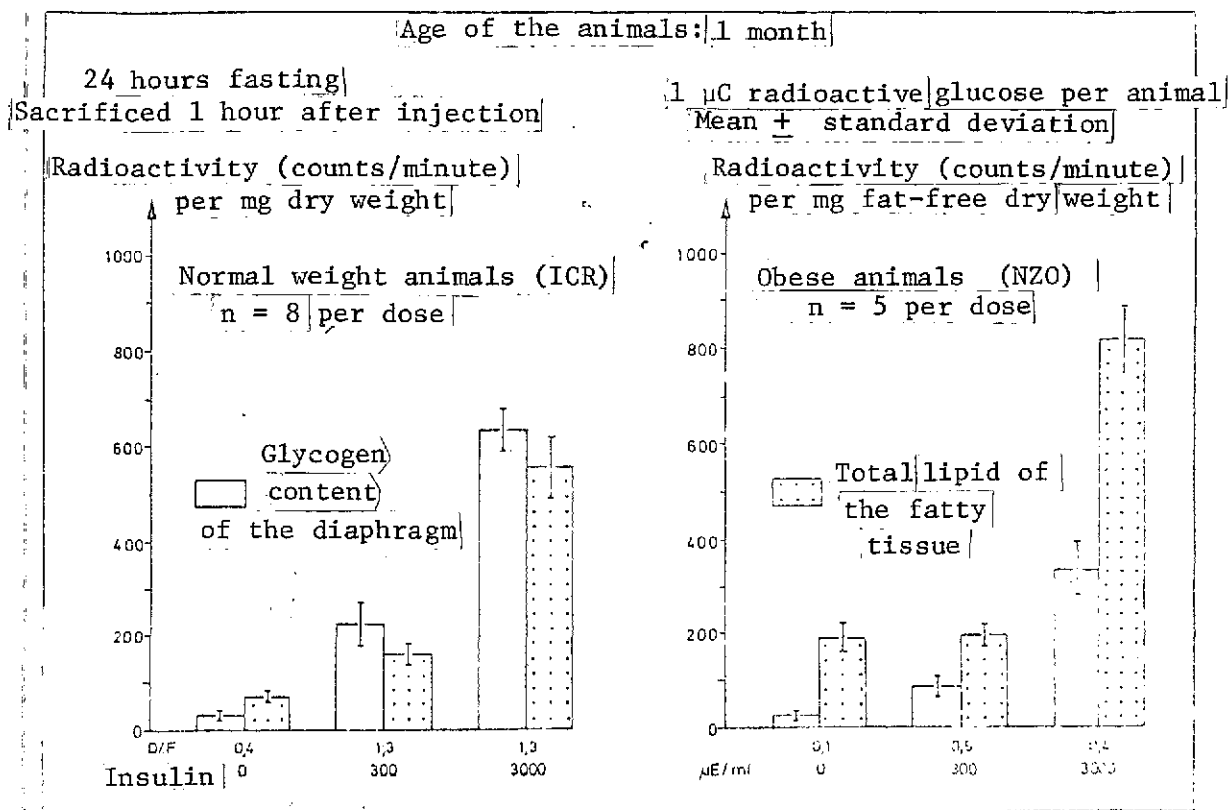 Age of the animals: 1 month
24 hours fasting
Sacrificed 1 hour after injection
1 µC radioactive glucose per animal
Mean ± standard deviation
Radioactivity (counts/minute)
per mg dry weight
Radioactivity (counts/minute)
per mg fat-free dry weight
1000
800
600
400
200
0
Normal weight animals (ICR)
n = 8 per dose
Glycogen
content
of the diaphragm
D/F 0,4 1,3 1,3
Insulin 0 300 3000
1000
800
600
400
200
0
Obese animals (NZO)
n = 5 per dose
Total lipid of
the fatty
tissue
0,1
µE/ml 0 300 3000